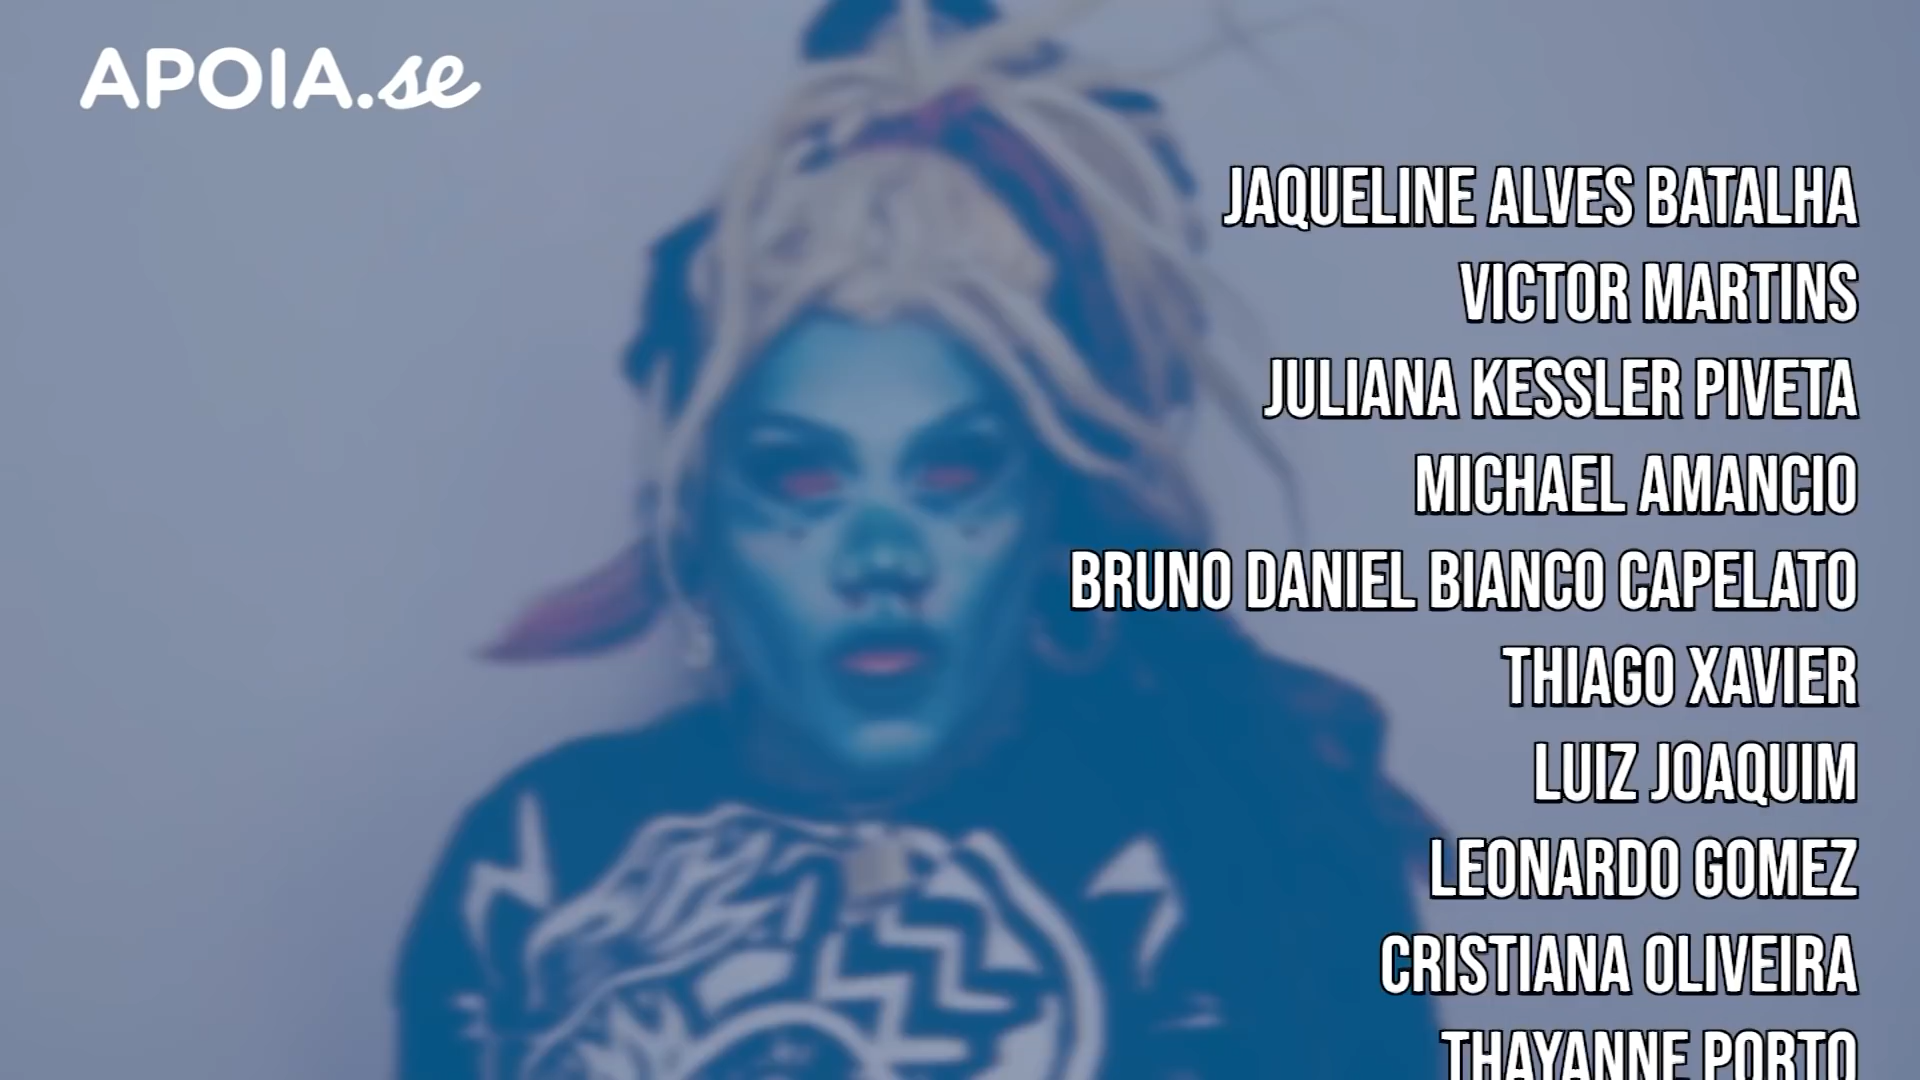 APOIA.se
JAQUELINE ALVES BATALHA
VICTOR MARTINS
JULIANA KESSLER PIVETA
MICHAEL AMANCIO
BRUNO DANIEL BIANCO CAPELATO
THIAGO XAVIER
LUIZ JOAQUIM
LEONARDO GOMEZ
CRISTIANA OLIVEIRA
THAYANNE PORTO